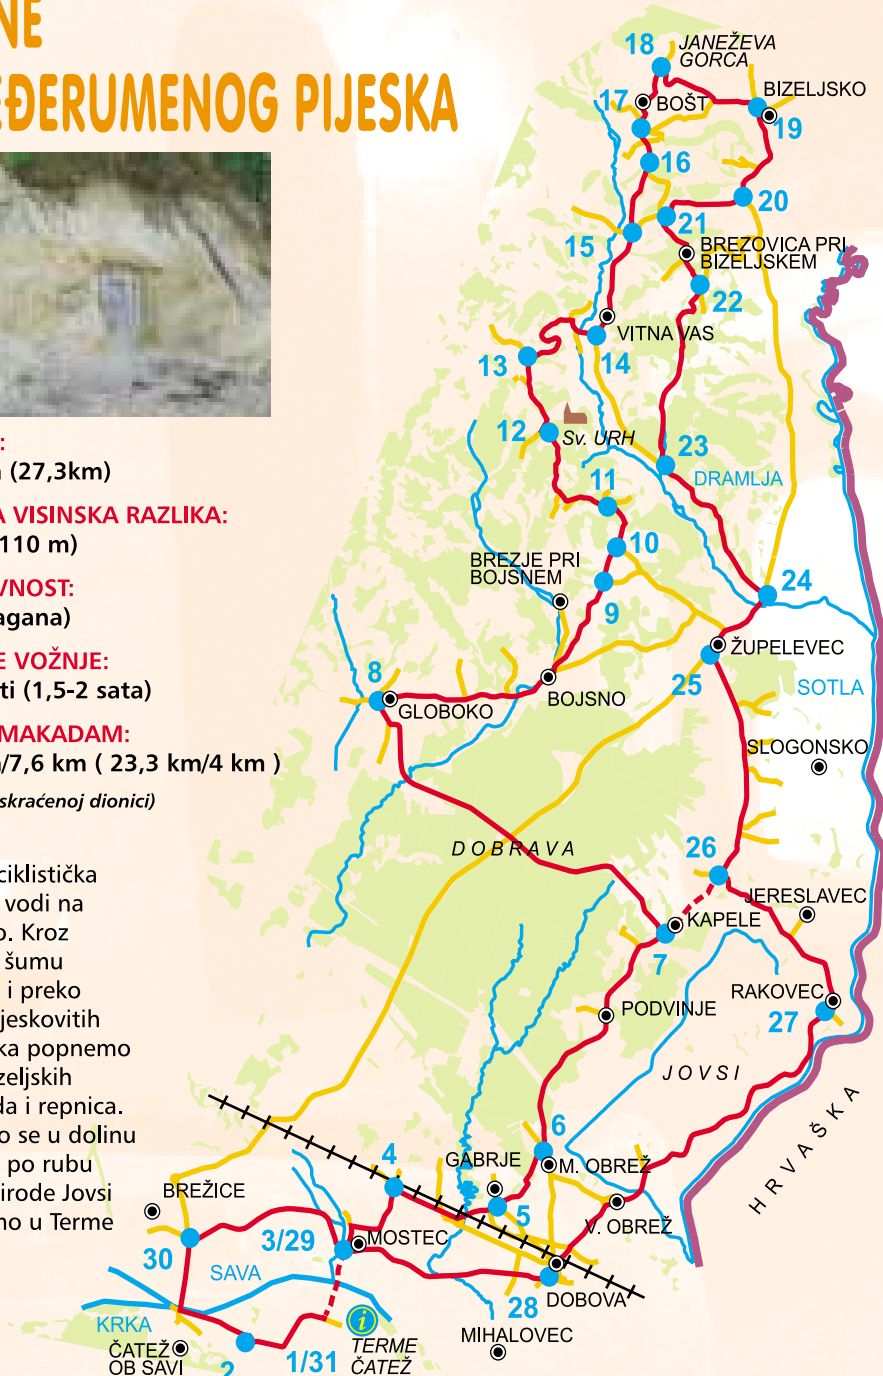 NE
EĐERUMENOG PIJESKA
:
(27,3km)
A VISINSKA RAZLIKA:
110 m)
VNOST:
agana)
E VOŽNJE:
ti (1,5-2 sata)
MAKADAM:
/7,6 km ( 23,3 km/4 km )
skraćenoj dionici)
ciklistička
vodi na
o. Kroz
šumu
i preko
jeskovitih
ka popnemo
zeljskih
da i repnica.
o se u dolinu
po rubu
irode Jovsi
mo u Terme
18
JANEŽEVA
GORCA
17
BOŠT
BIZELJSKO
19
16
20
21
15
BREZOVICA PRI
BIZELJSKEM
22
VITNA VAS
14
13
12
Sv. URH
23
DRAMLJA
11
10
BREZJE PRI
BOJSNEM
9
24
ŽUPELEVEC
25
8
GLOBOKO
BOJSNO
SOTLA
SLOGONSKO
DOBRAVA
26
JERESLAVEC
KAPELE
7
RAKOVEC
27
PODVINJE
JOVSI
HRVAŠKA
6
4
GABRJE
M. OBREŽ
5
V. OBREŽ
BREŽICE
3/29
MOSTEC
30
SAVA
28
DOBOVA
KRKA
i
MIHALOVEC
ČATEŽ
OB SAVI
2
1/31
TERME
ČATEŽ